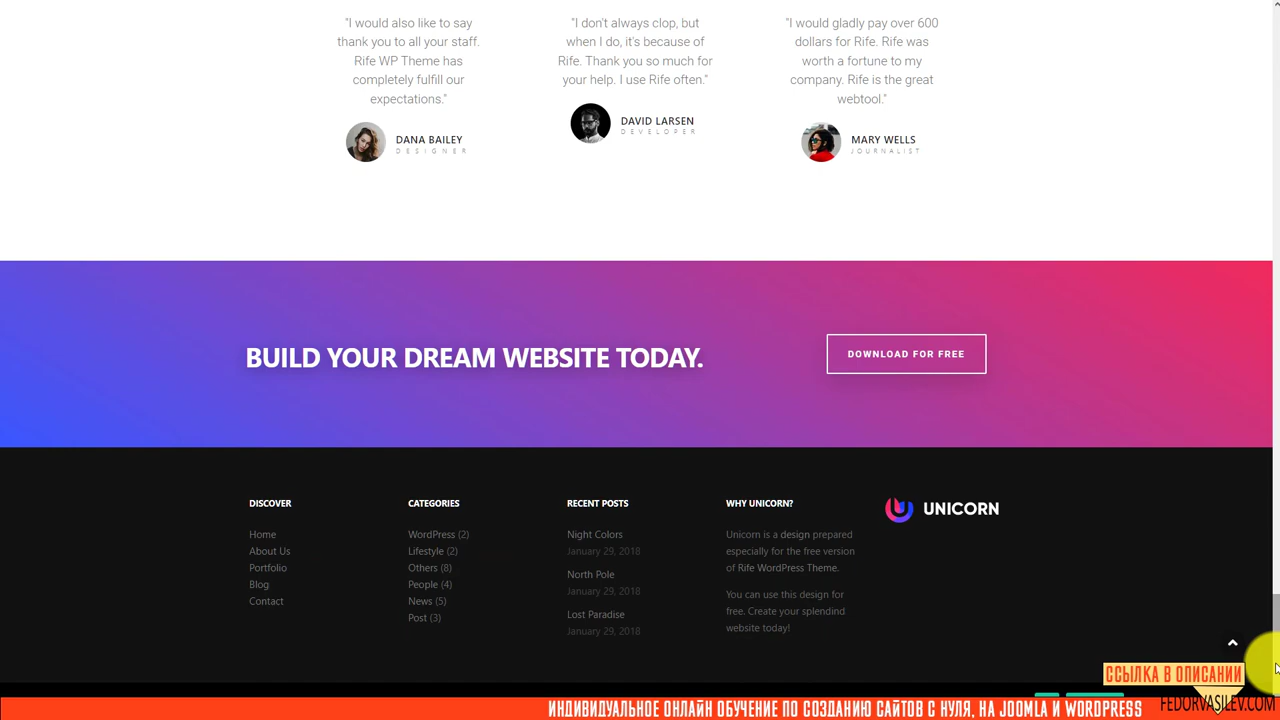 "I would also like to say
thank you to all your staff.
Rife WP Theme has
completely fulfill our
expectations."
DANA BAILEY
DESIGNER
"I don't always clop, but
when I do, it's because of
Rife. Thank you so much for
your help. I use Rife often."
DAVID LARSEN
DEVELOPER
"I would gladly pay over 600
dollars for Rife. Rife was
worth a fortune to my
company. Rife is the great
webtool."
MARY WELLS
JOURNALIST
BUILD YOUR DREAM WEBSITE TODAY.
DOWNLOAD FOR FREE
DISCOVER
Home
About Us
Portfolio
Blog
Contact
CATEGORIES
WordPress (2)
Lifestyle (2)
Others (8)
People (4)
News (5)
Post (3)
RECENT POSTS
Night Colors
January 29, 2018
North Pole
January 29, 2018
Lost Paradise
January 29, 2018
WHY UNICORN?
Unicorn is a design prepared
especially for the free version
of Rife WordPress Theme.
You can use this design for
free. Create your splendind
website today!
UNICORN
ССЫЛКА В ОПИСАНИИ
FEDORVASILEV.COM
ИНДИВИДУАЛЬНОЕ ОНЛАЙН ОБУЧЕНИЕ ПО СОЗДАНИЮ САЙТОВ С НУЛЯ, НА JOOMLA И WORDPRESS